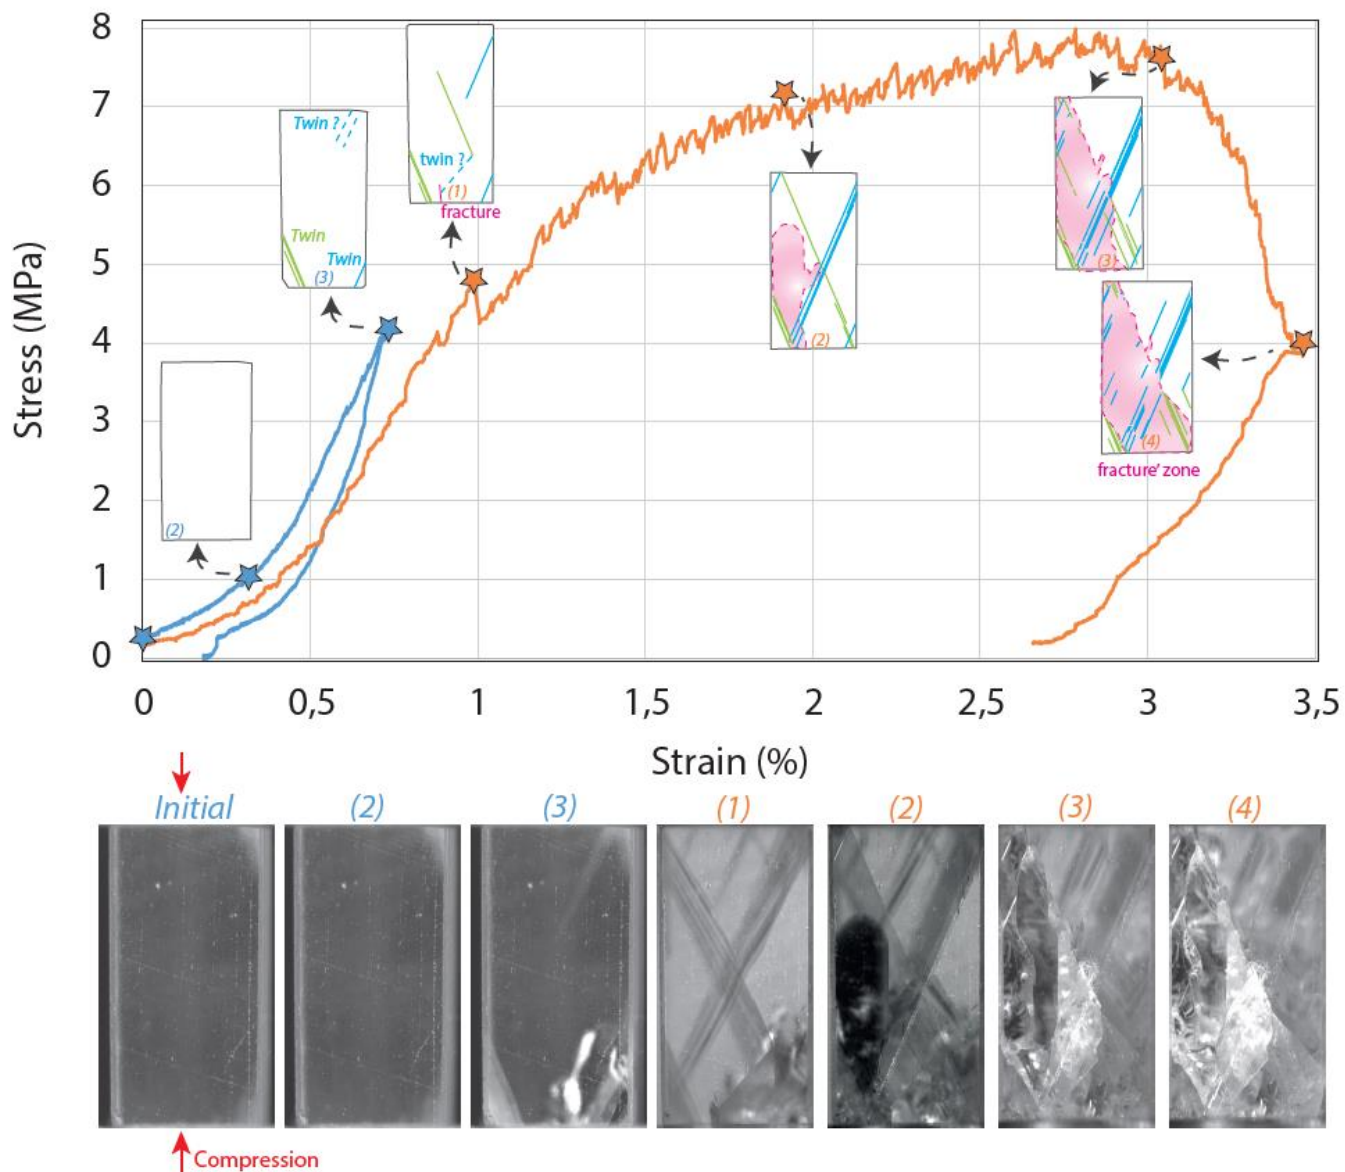 Stress (MPa)
8
7
6
5
4
3
2
1
0
Twin ?
Twin
Twin
(3)
(2)
twin ?
(1)
fracture
(2)
(3)
(4)
fracture' zone
0
0,5
1
1,5
2
2,5
3
3,5
Strain (%)
Initial
(2)
(3)
(1)
(2)
(3)
(4)
Compression